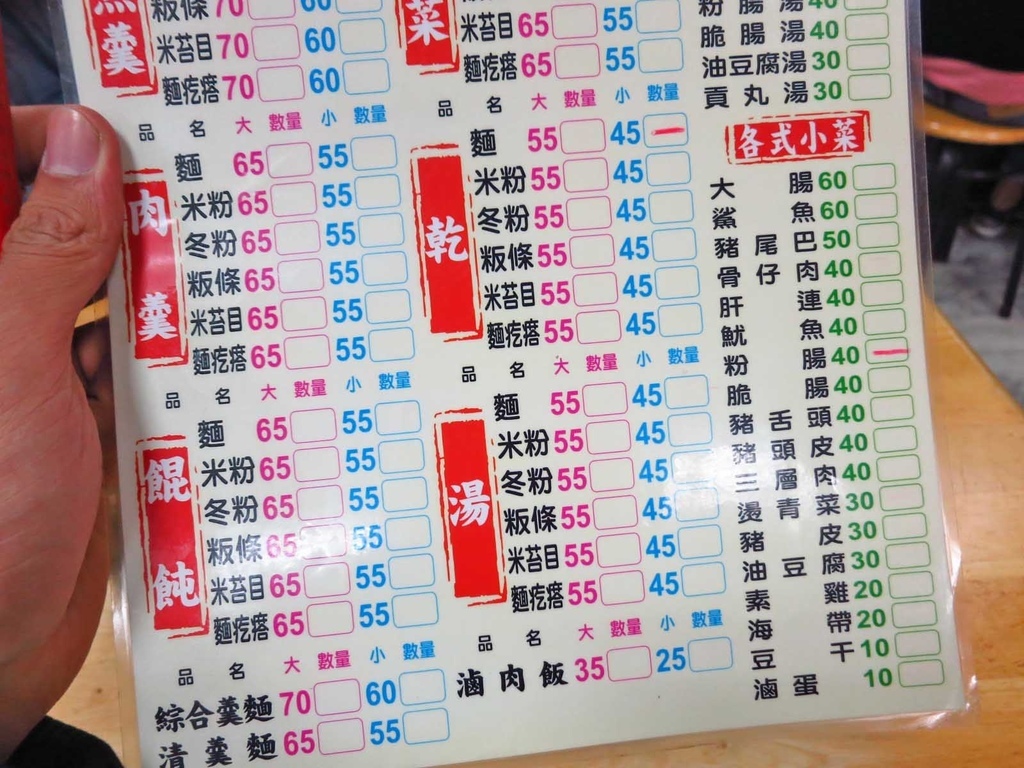 魚羹
粄條 70 60
米苔目 70 60
麵疙瘩 70 60
品名 大 數量 小 數量
肉羹
麵 65 55
米粉 65 55
冬粉 65 55
粄條 65 55
米苔目 65 55
麵疙瘩 65 55
品名 大 數量 小 數量
餛飩
麵 65 55
米粉 65 55
冬粉 65 55
粄條 65 55
米苔目 65 55
麵疙瘩 65 55
品名 大 數量 小 數量
綜合羹麵 70 60
清羹麵 65 55
菜
55
米苔目 65 55
麵疙瘩 65 55
品名 大 數量 小 數量
乾
麵 55 45
米粉 55 45
冬粉 55 45
粄條 55 45
米苔目 55 45
麵疙瘩 55 45
品名 大 數量 小 數量
湯
麵 55 45
米粉 55 45
冬粉 55 45
粄條 55 45
米苔目 55 45
麵疙瘩 55 45
品名 大 數量 小 數量
滷肉飯 35 25
粉腸湯 40
脆腸湯 40
油豆腐湯 30
貢丸湯 30
各式小菜
大腸 60
鯊魚 60
豬尾巴 50
骨仔肉 40
肝連 40
魷魚 40
粉腸 40
脆腸 40
豬舌頭 40
豬頭皮 40
三層肉 40
燙青菜 30
豬皮 30
油豆腐 30
素雞 20
海帶 20
豆干 10
滷蛋 10